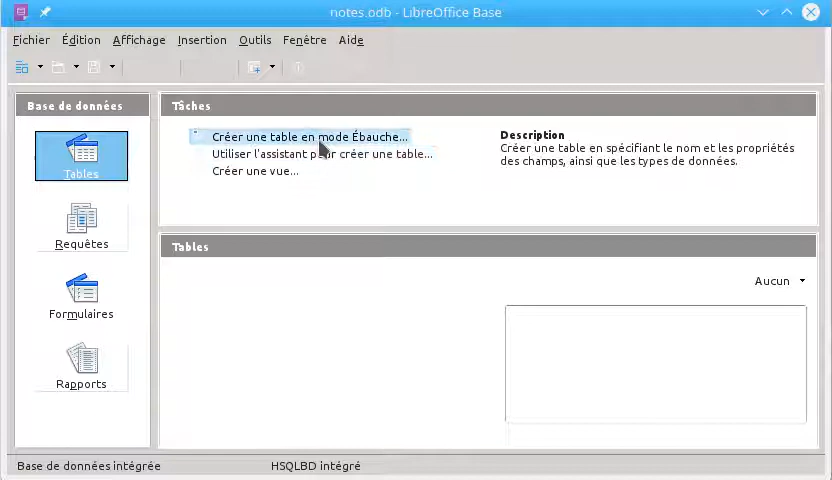 notes.odb - LibreOffice Base
Fichier Édition Affichage Insertion Outils Fenêtre Aide
Base de données
Tables
Requêtes
Formulaires
Rapports
Tâches
Créer une table en mode Ébauche...
Utiliser l'assistant pour créer une table...
Créer une vue...
Description
Créer une table en spécifiant le nom et les propriétés
des champs, ainsi que les types de données.
Tables
Aucun
Base de données intégrée HSQLBD intégré